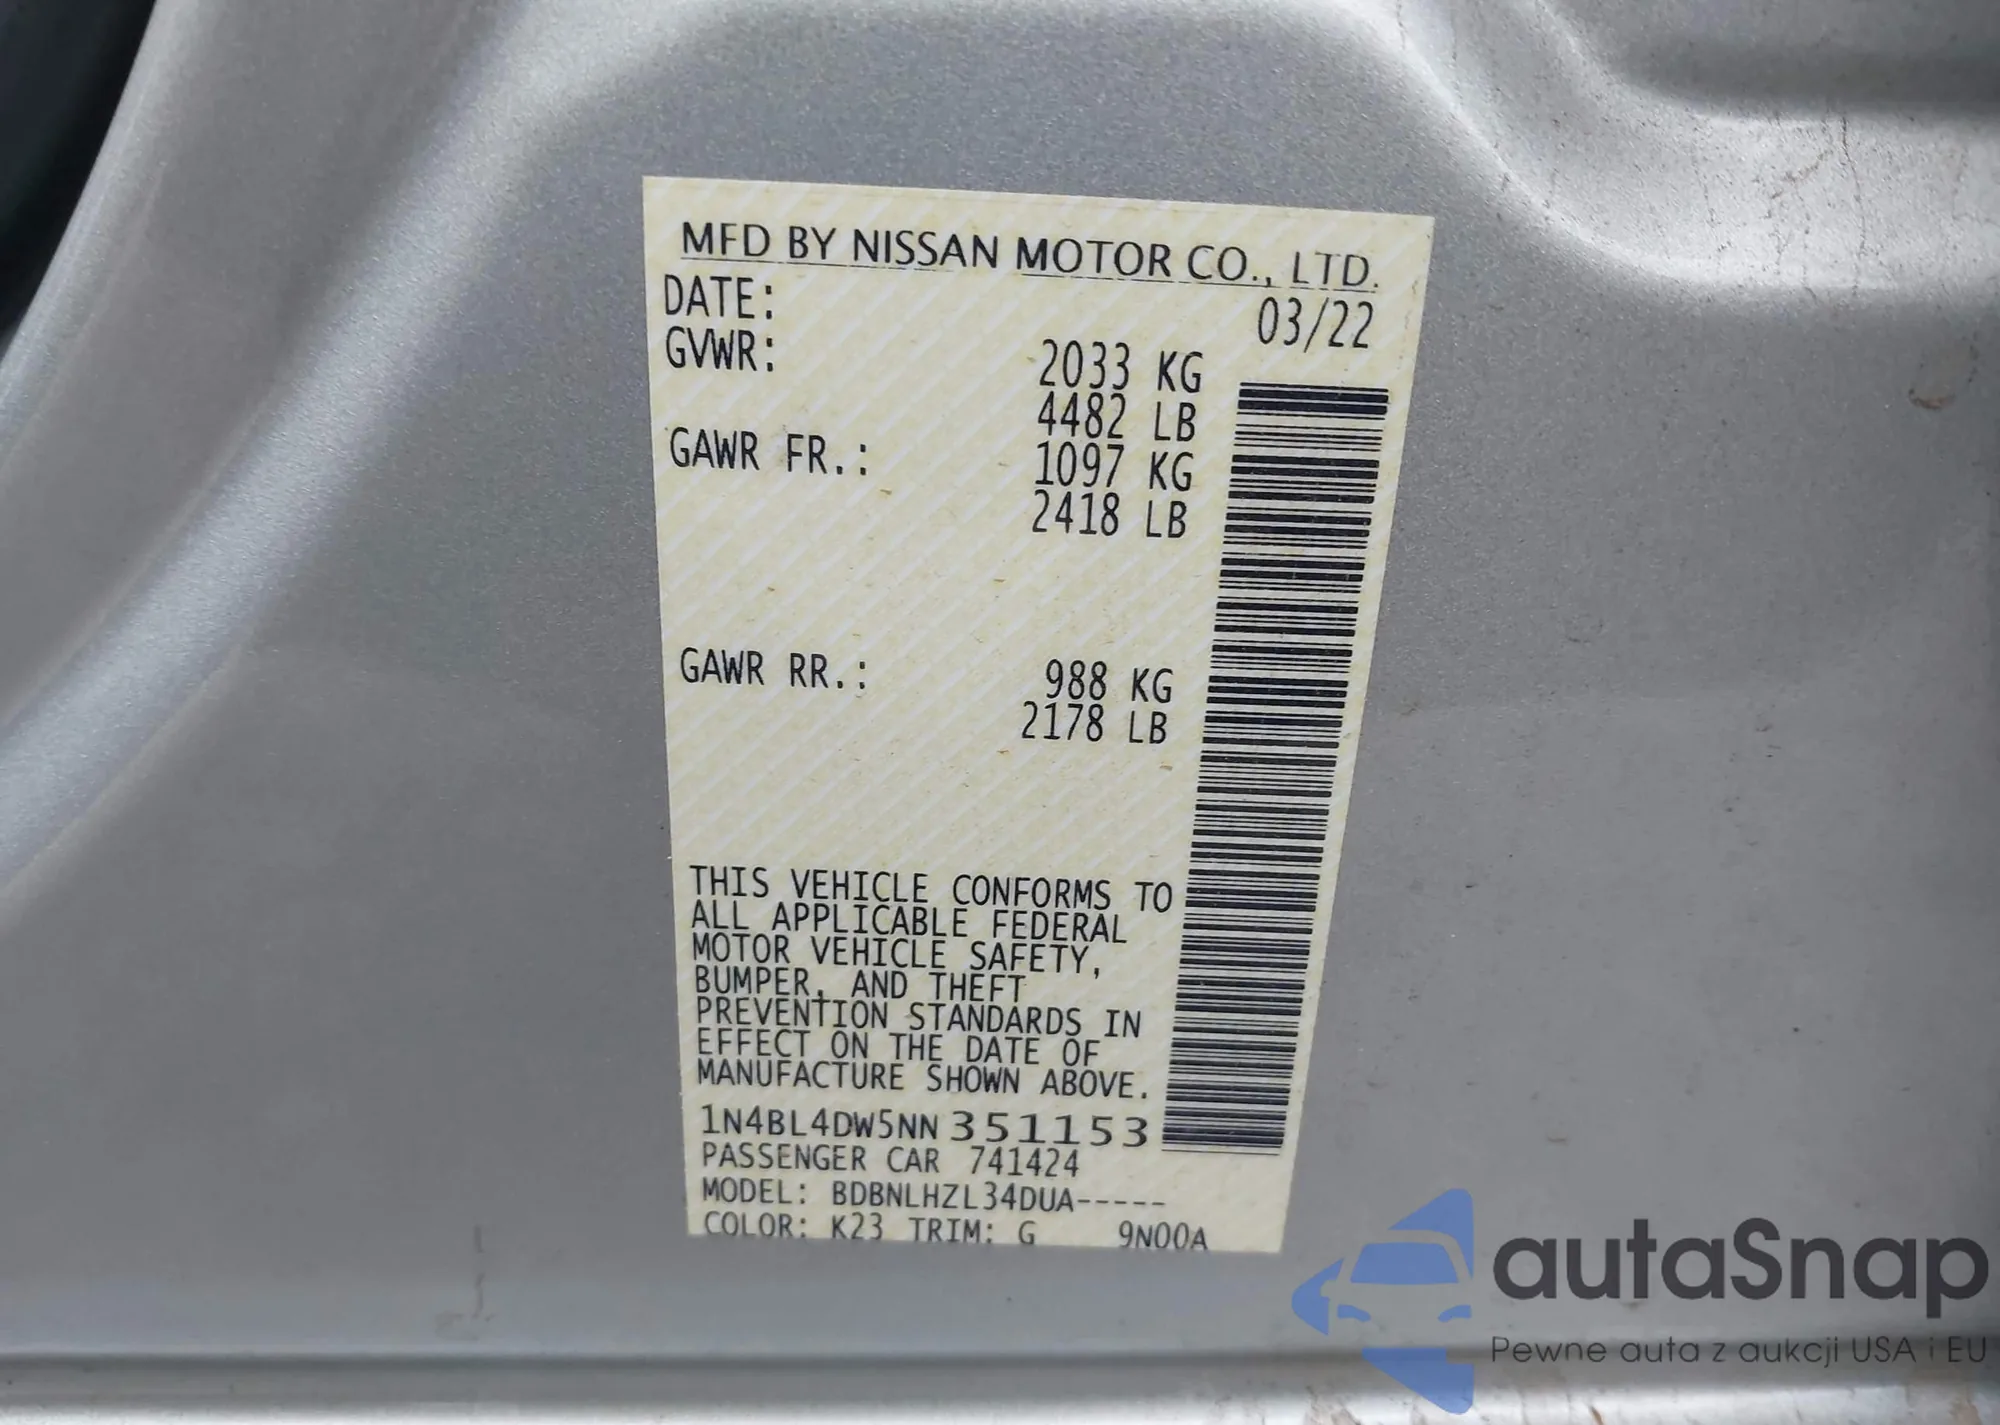 MFD BY NISSAN MOTOR CO., LTD.
DATE: 03/22
GVWR: 2033 KG
4482 LB
GAWR FR.: 1097 KG
2418 LB
GAWR RR.: 988 KG
2178 LB
THIS VEHICLE CONFORMS TO
ALL APPLICABLE FEDERAL
MOTOR VEHICLE SAFETY,
BUMPER, AND THEFT
PREVENTION STANDARDS IN
EFFECT ON THE DATE OF
MANUFACTURE SHOWN ABOVE.
1N4BL4DW5NN351153
PASSENGER CAR 741424
MODEL: BDBNLHZL34DUA-----
COLOR: K23 TRIM: G 9N00A
autaSnap
Pewne auta z aukcji USA i EU